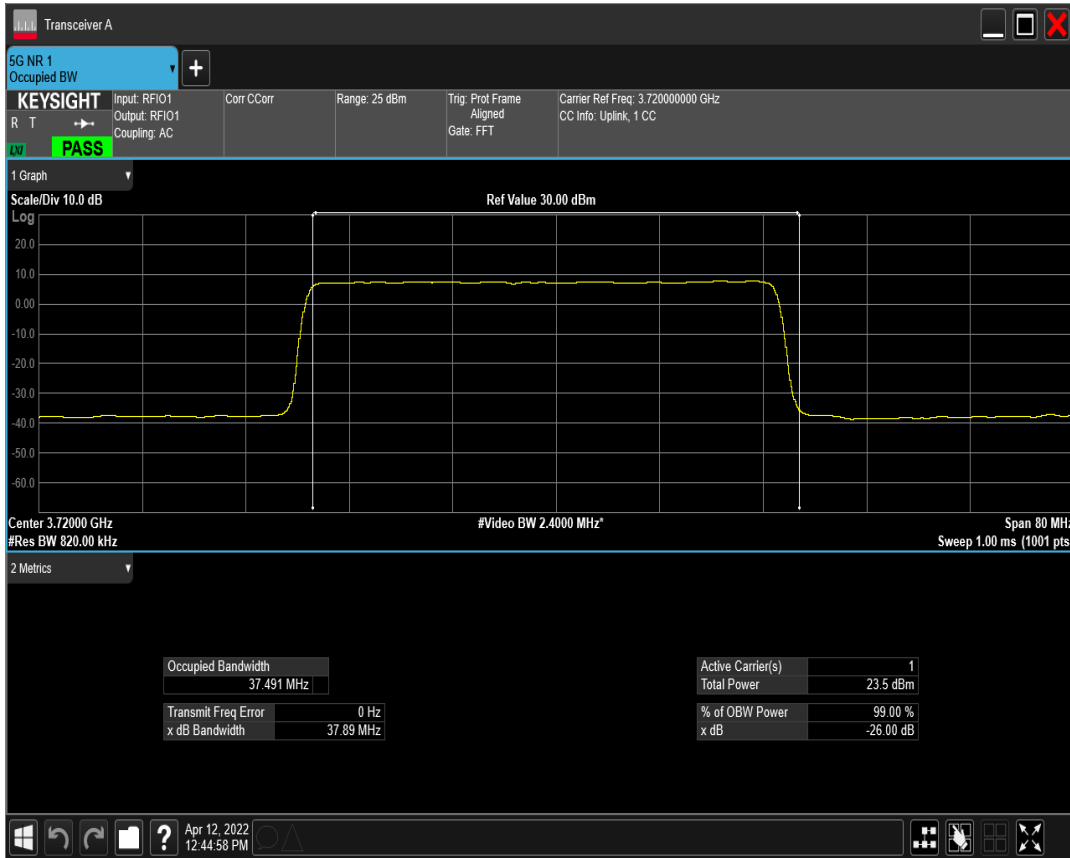 Transceiver A
5G NR 1
Occupied BW
KEYSIGHT
R T
LXI
PASS
Input: RFIO1
Output: RFIO1
Coupling: AC
Corr CCorr
Range: 25 dBm
Trig: Prot Frame
Aligned
Gate: FFT
Carrier Ref Freq: 3.720000000 GHz
CC Info: Uplink, 1 CC
1 Graph
Scale/Div 10.0 dB
Ref Value 30.00 dBm
Log
20.0
10.0
0.00
-10.0
-20.0
-30.0
-40.0
-50.0
-60.0
Center 3.72000 GHz
#Video BW 2.4000 MHz*
Span 80 MHz
#Res BW 820.00 kHz
Sweep 1.00 ms (1001 pts
2 Metrics
Occupied Bandwidth
37.491 MHz
Transmit Freq Error 0 Hz
x dB Bandwidth 37.89 MHz
Active Carrier(s) 1
Total Power 23.5 dBm
% of OBW Power 99.00 %
x dB -26.00 dB
?
Apr 12, 2022
12:44:58 PM